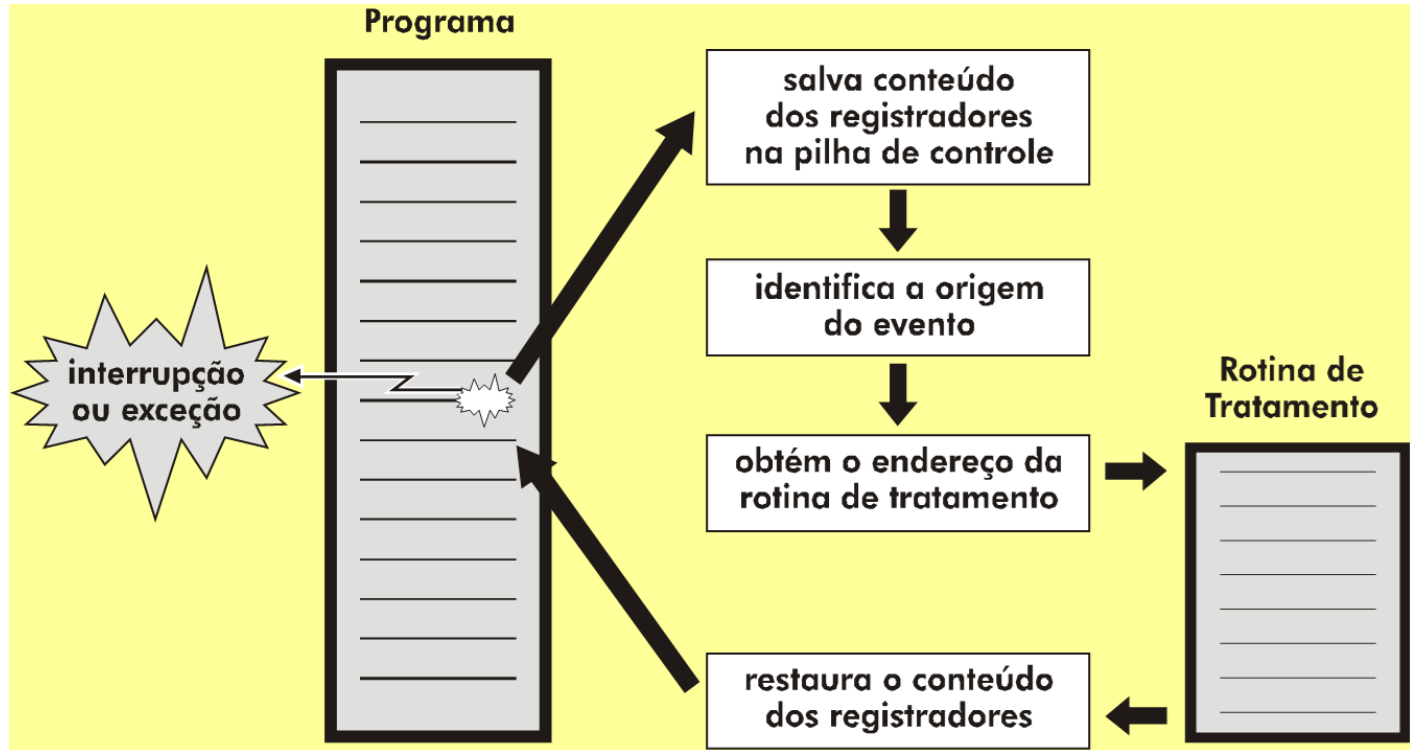 Programa
salva conteúdo
dos registradores
na pilha de controle
identifica a origem
do evento
interrupção
ou exceção
obtém o endereço da
rotina de tratamento
Rotina de
Tratamento
restaura o conteúdo
dos registradores